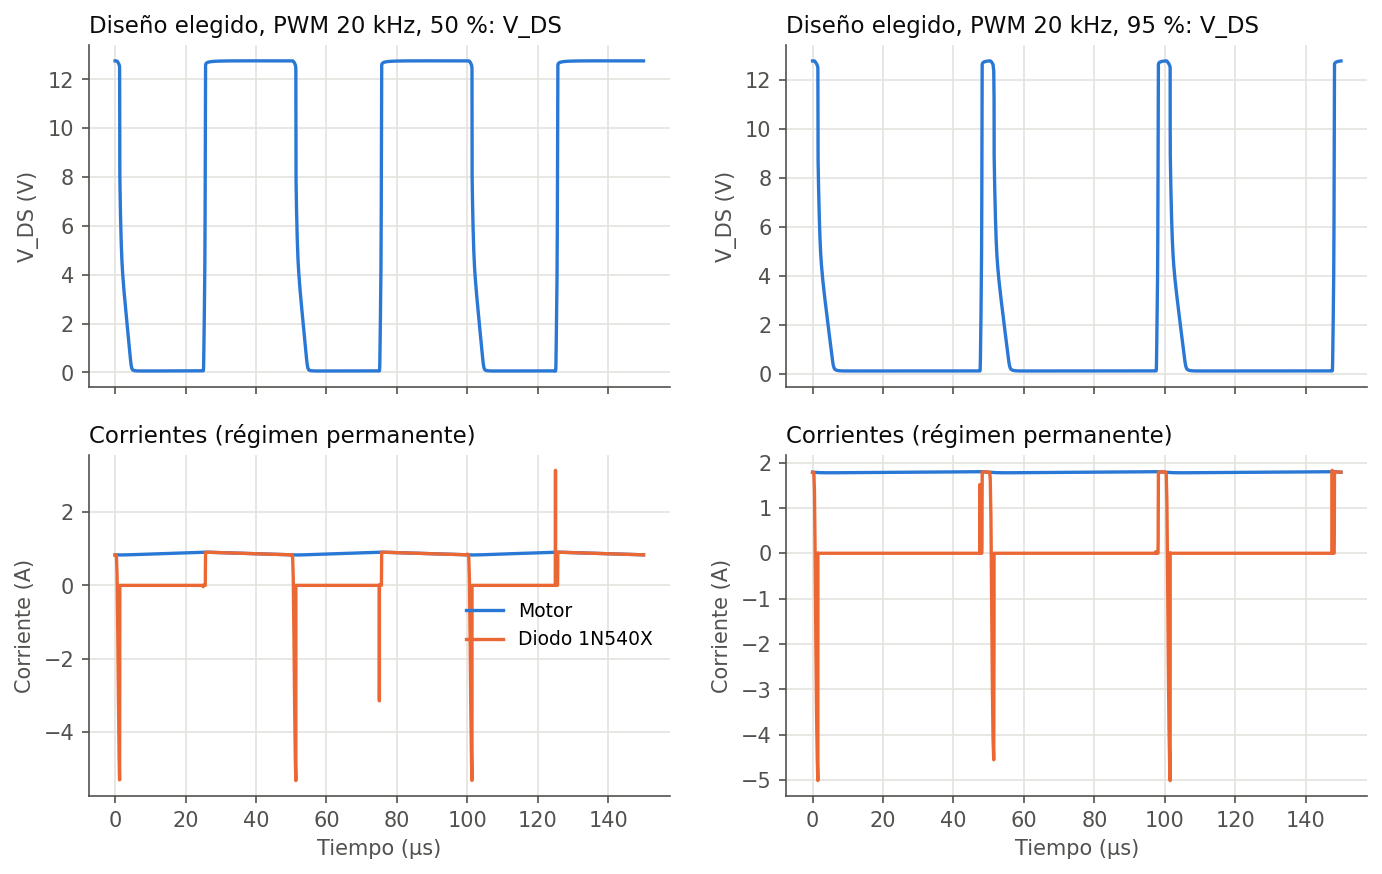 Diseño elegido, PWM 20 kHz, 50 %: V_DS
12
10
8
6
4
2
0
V_DS (V)
Diseño elegido, PWM 20 kHz, 95 %: V_DS
12
10
8
6
4
2
0
V_DS (V)
Corrientes (régimen permanente)
2
0
−2
−4
Corriente (A)
Motor
Diodo 1N540X
0 20 40 60 80 100 120 140
Tiempo (µs)
Corrientes (régimen permanente)
2
1
0
−1
−2
−3
−4
−5
Corriente (A)
0 20 40 60 80 100 120 140
Tiempo (µs)